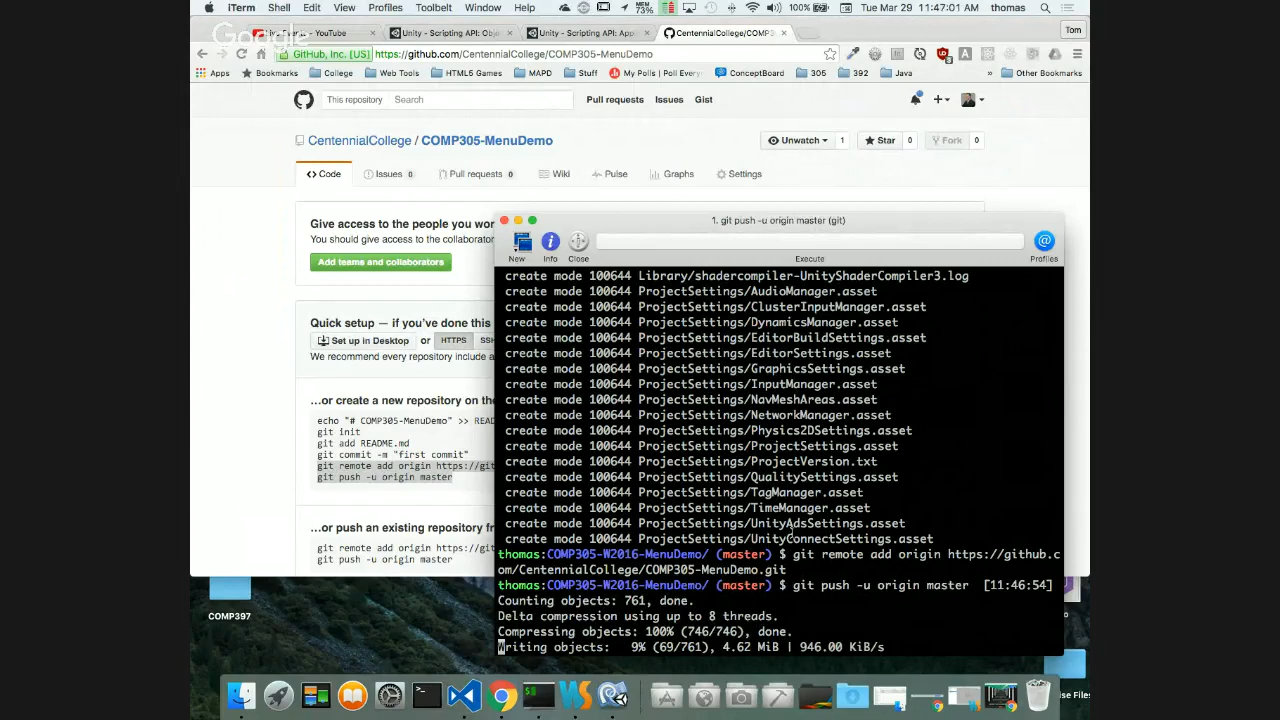 iTerm Shell Edit View Profiles Toolbelt Window Help MEM 73% 100% Tue Mar 29 11:47:01 AM thomas
Google
YouTube Unity - Scripting API: Obj Unity - Scripting API: App CentennialCollege/COMP3 Tom
GitHub, Inc. [US] https://github.com/CentennialCollege/COMP305-MenuDemo
Apps Bookmarks College Web Tools HTML5 Games MAPD Stuff My Polls | Poll Every ConceptBoard 305 392 Java » Other Bookmarks
This repository Search Pull requests Issues Gist
CentennialCollege / COMP305-MenuDemo Unwatch 1 Star 0 Fork 0
Code Issues 0 Pull requests 0 Wiki Pulse Graphs Settings
Give access to the people you wor
You should give access to the collaborator
Add teams and collaborators
Quick setup — if you've done this
Set up in Desktop or HTTPS SSH
We recommend every repository include a
...or create a new repository on the
echo "# COMP305-MenuDemo" >> READ
git init
git add README.md
git commit -m "first commit"
git remote add origin https://git
git push -u origin master
...or push an existing repository fr
git remote add origin https://git
git push -u origin master
1. git push -u origin master (git)
New Info Close Execute Profiles
create mode 100644 Library/shadercompiler-UnityShaderCompiler3.log
create mode 100644 ProjectSettings/AudioManager.asset
create mode 100644 ProjectSettings/ClusterInputManager.asset
create mode 100644 ProjectSettings/DynamicsManager.asset
create mode 100644 ProjectSettings/EditorBuildSettings.asset
create mode 100644 ProjectSettings/EditorSettings.asset
create mode 100644 ProjectSettings/GraphicsSettings.asset
create mode 100644 ProjectSettings/InputManager.asset
create mode 100644 ProjectSettings/NavMeshAreas.asset
create mode 100644 ProjectSettings/NetworkManager.asset
create mode 100644 ProjectSettings/Physics2DSettings.asset
create mode 100644 ProjectSettings/ProjectSettings.asset
create mode 100644 ProjectSettings/ProjectVersion.txt
create mode 100644 ProjectSettings/QualitySettings.asset
create mode 100644 ProjectSettings/TagManager.asset
create mode 100644 ProjectSettings/TimeManager.asset
create mode 100644 ProjectSettings/UnityAdsSettings.asset
create mode 100644 ProjectSettings/UnityConnectSettings.asset
thomas:COMP305-W2016-MenuDemo/ (master) $ git remote add origin https://github.c
om/CentennialCollege/COMP305-MenuDemo.git
thomas:COMP305-W2016-MenuDemo/ (master) $ git push -u origin master [11:46:54]
Counting objects: 761, done.
Delta compression using up to 8 threads.
Compressing objects: 100% (746/746), done.
Writing objects: 9% (69/761), 4.62 MiB | 946.00 KiB/s
COMP397
ise Files